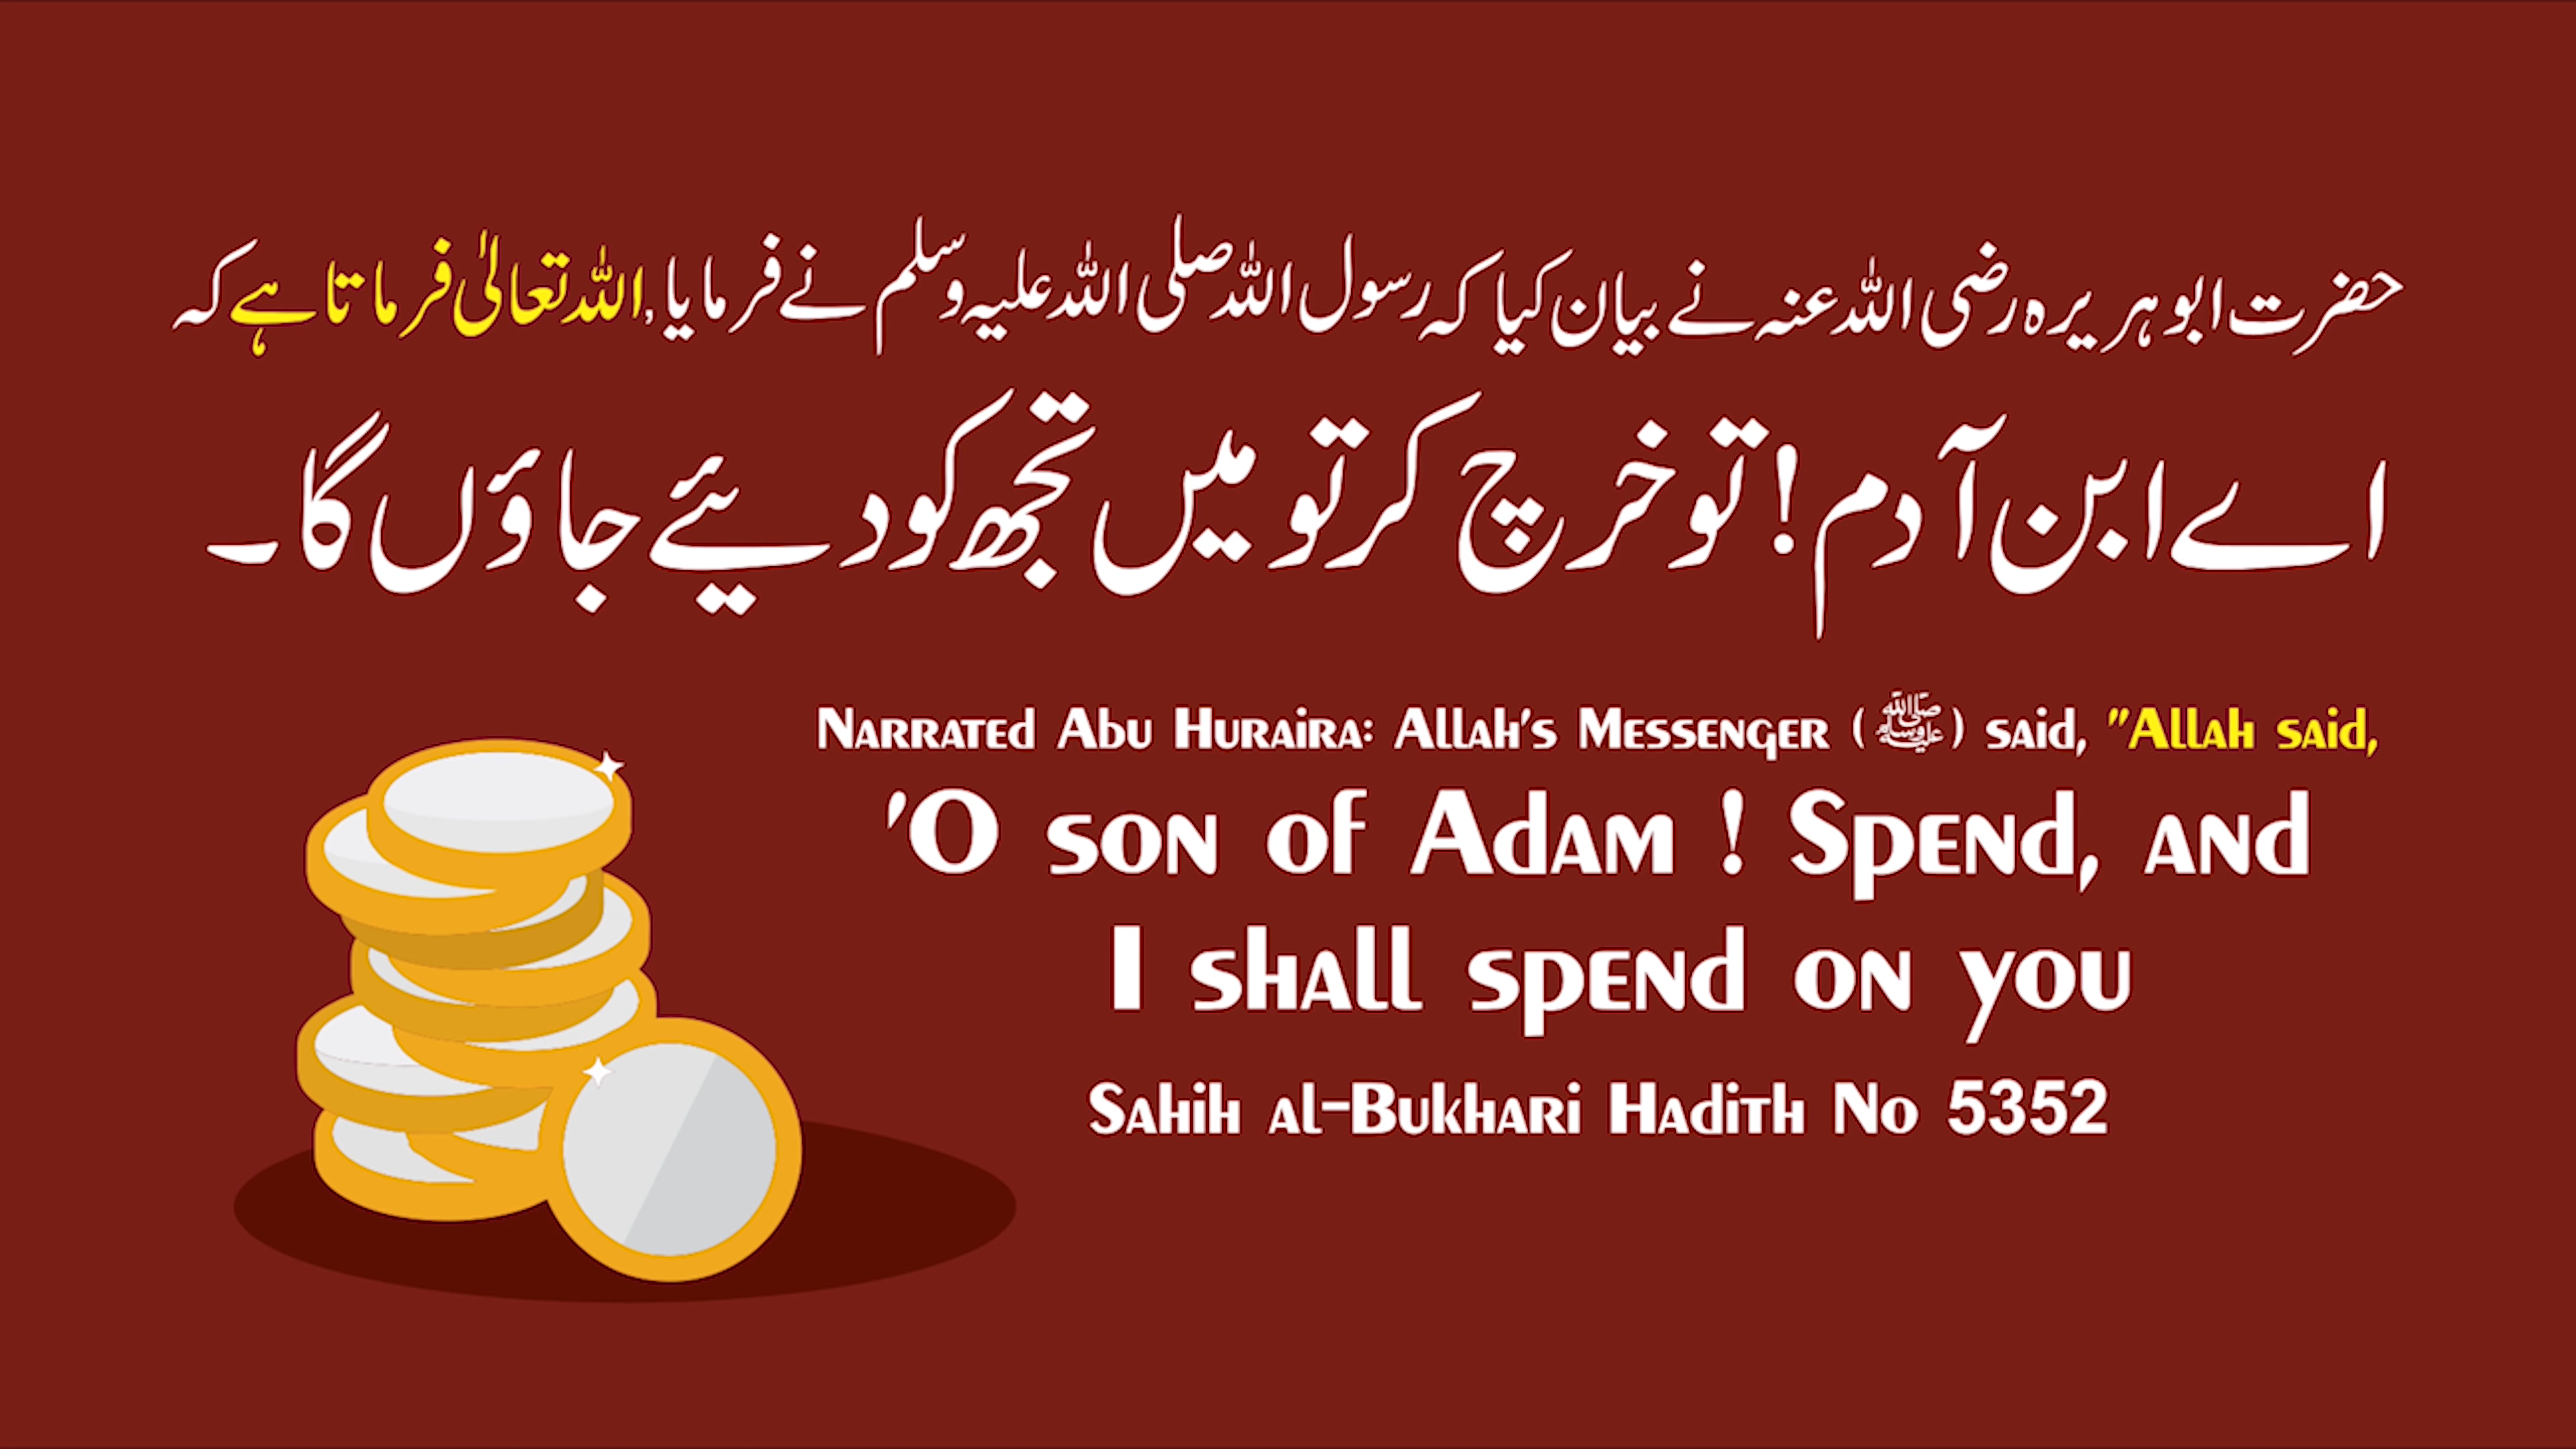 حضرت ابو ہریرہ رضی اللہ عنہ نے بیان کیا کہ رسول اللہ صلی اللہ علیہ وسلم نے فرمایا, اللہ تعالیٰ فرماتا ہے کہ
اے ابن آدم! تو خرچ کر تو میں تجھ کو دیئے جاؤں گا۔
Narrated Abu Huraira: Allah's Messenger (ﷺ) said, "Allah said,
'O son of Adam ! Spend, and
I shall spend on you
Sahih al-Bukhari Hadith No 5352